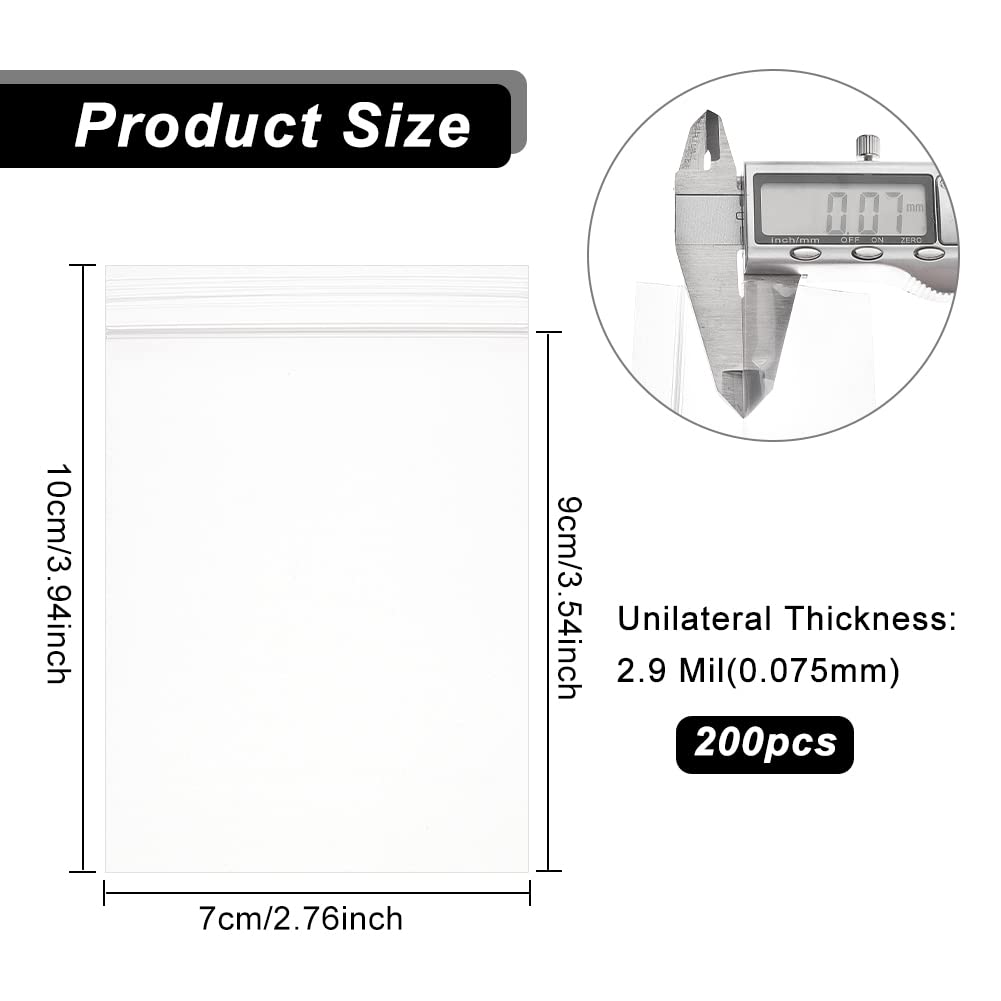 Product Size
0.07 mm
inch/mm OFF ON ZERO
10cm/3.94inch
9cm/3.54inch
Unilateral Thickness:
2.9 Mil(0.075mm)
200pcs
7cm/2.76inch